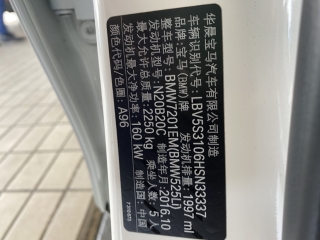 华晨宝马汽车有限公司制造
车辆识别代号: LBV5S3106HSN33337
品牌: 宝马(BMW)牌 发动机排量: 1997 ml
整车型号: BMW7201EM(BMW525Li)
发动机型号: N20B20C 制造年月: 2016.10
最大允许总质量: 2250 kg 乘坐人数: 5人
发动机最大净功率: 160 kW 制造国: 中国
颜色代码/色漆: A96